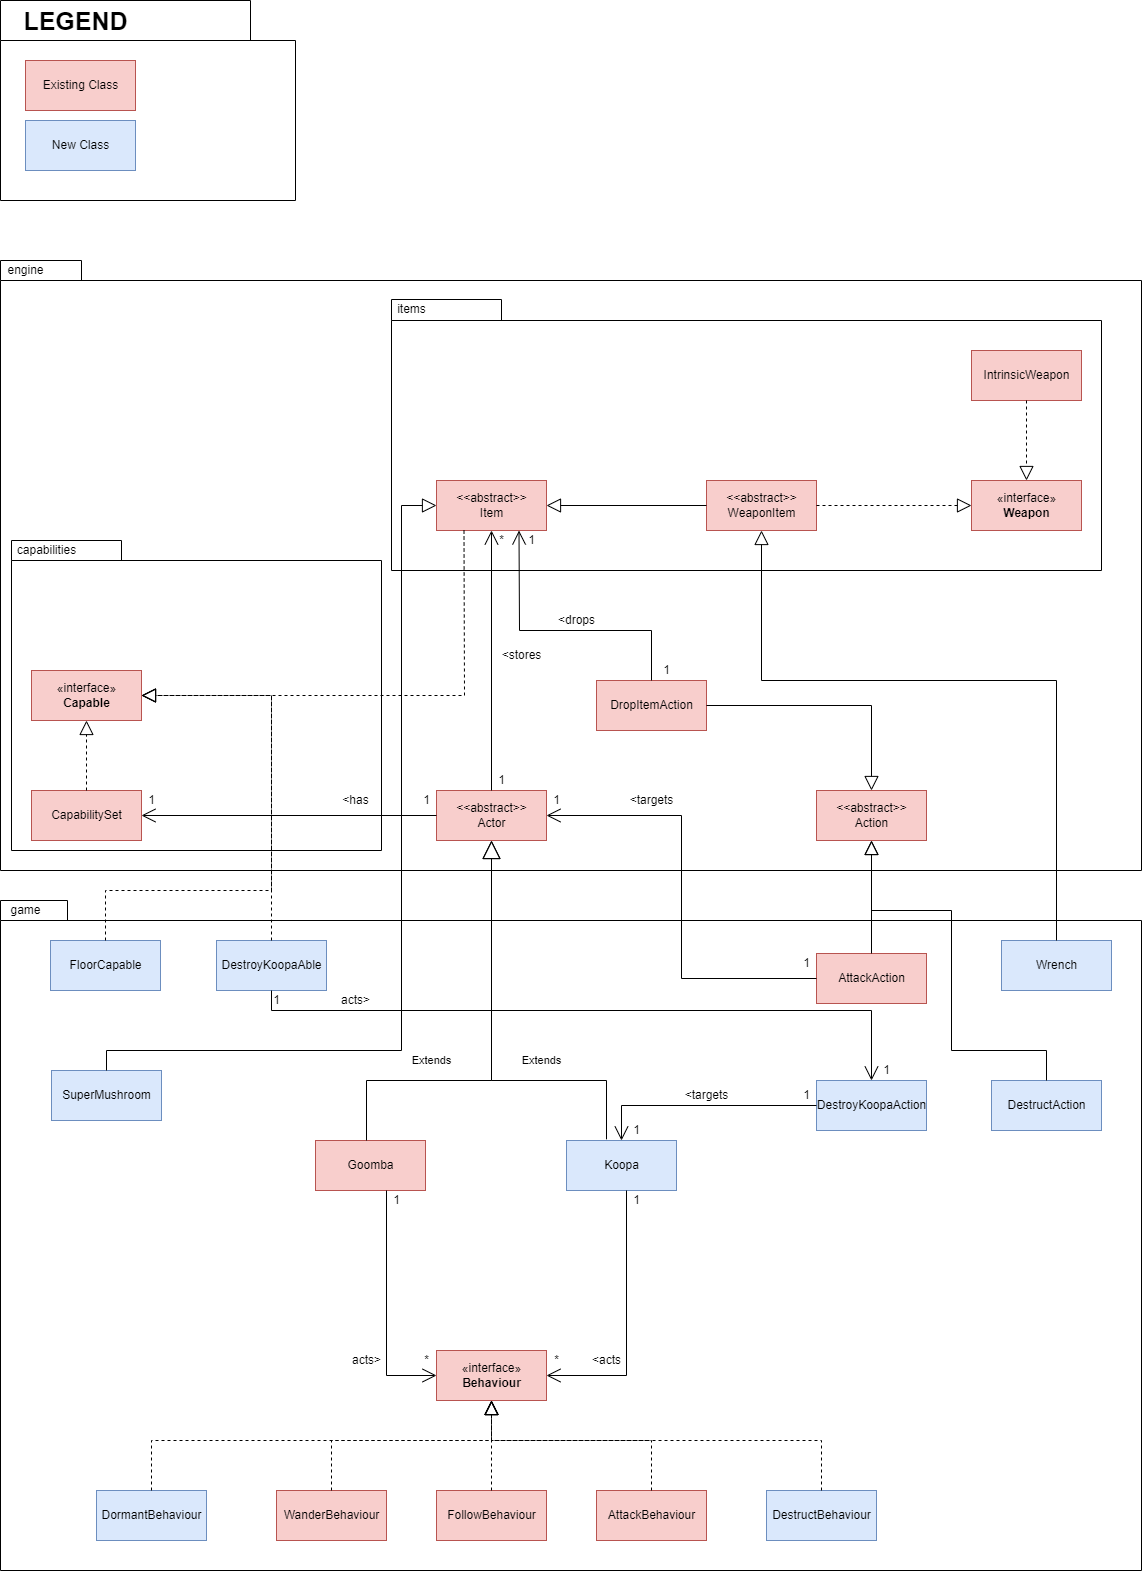 LEGEND
Existing Class
New Class
engine
items
IntrinsicWeapon
<<abstract>>
Item
<<abstract>>
WeaponItem
«interface»
Weapon
* 1
capabilities
<drops
<stores
1
«interface»
Capable
DropItemAction
1
CapabilitySet
1
<has
1
<<abstract>>
Actor
1
<targets
<<abstract>>
Action
game
FloorCapable
DestroyKoopaAble
1
AttackAction
Wrench
1
acts>
Extends
Extends
1
SuperMushroom
<targets
1
DestroyKoopaAction
DestructAction
1
Goomba
Koopa
1
1
acts>
*
*
<acts
«interface»
Behaviour
DormantBehaviour
WanderBehaviour
FollowBehaviour
AttackBehaviour
DestructBehaviour